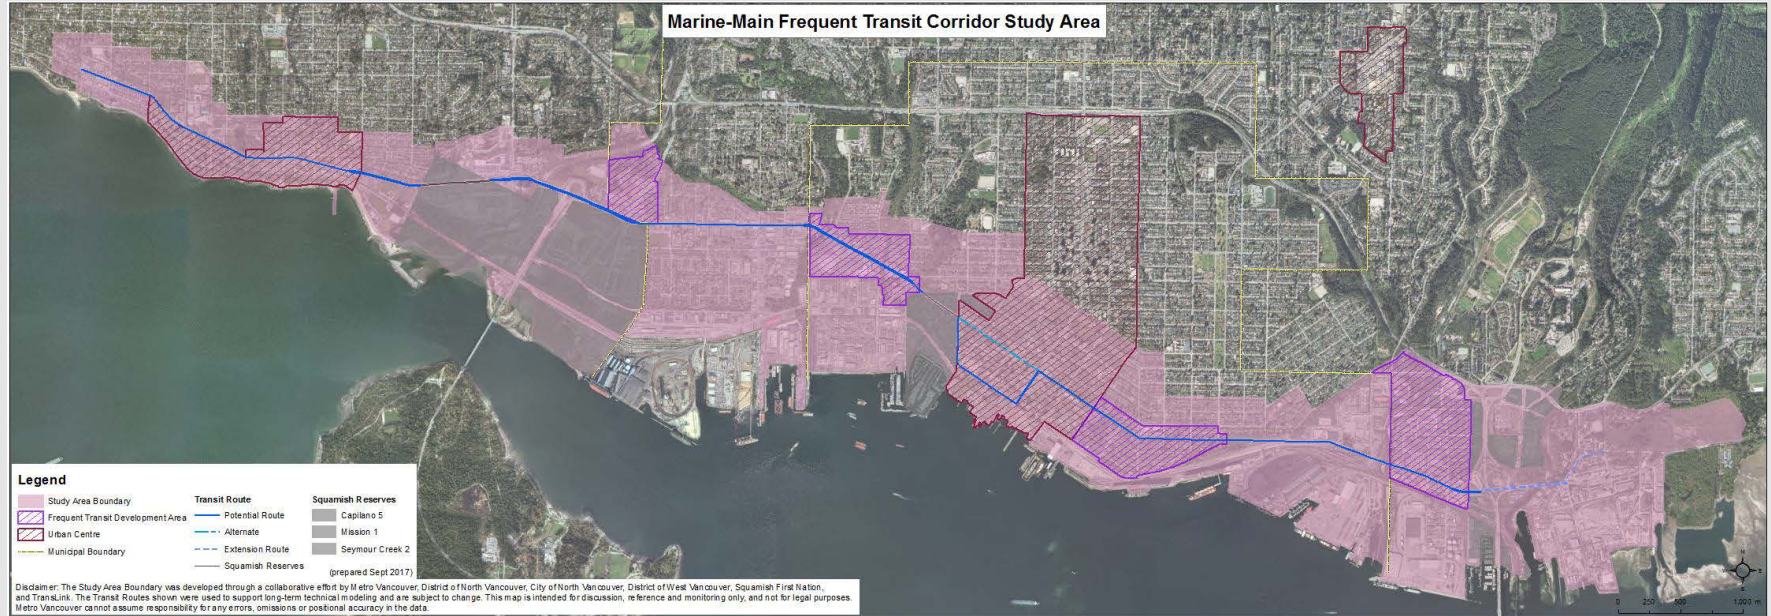 Marine-Main Frequent Transit Corridor Study Area
Legend
Study Area Boundary
Frequent Transit Development Area
Urban Centre
Municipal Boundary
Transit Route
Potential Route
Alternate
Extension Route
Squamish Reserves
Squamish Reserves
Capilano 5
Mission 1
Seymour Creek 2
(prepared Sept 2017)
Disclaimer: The Study Area Boundary was developed through a collaborative effort by Metro Vancouver, District of North Vancouver, City of North Vancouver, District of West Vancouver, Squamish First Nation,
and TransLink. The Transit Routes shown were used to support long-term technical modeling and are subject to change. This map is intended for discussion, reference and monitoring only, and not for legal purposes.
Metro Vancouver cannot assume responsibility for any errors, omissions or positional accuracy in the data.
N
W E
S
0 250 500 1,000 m